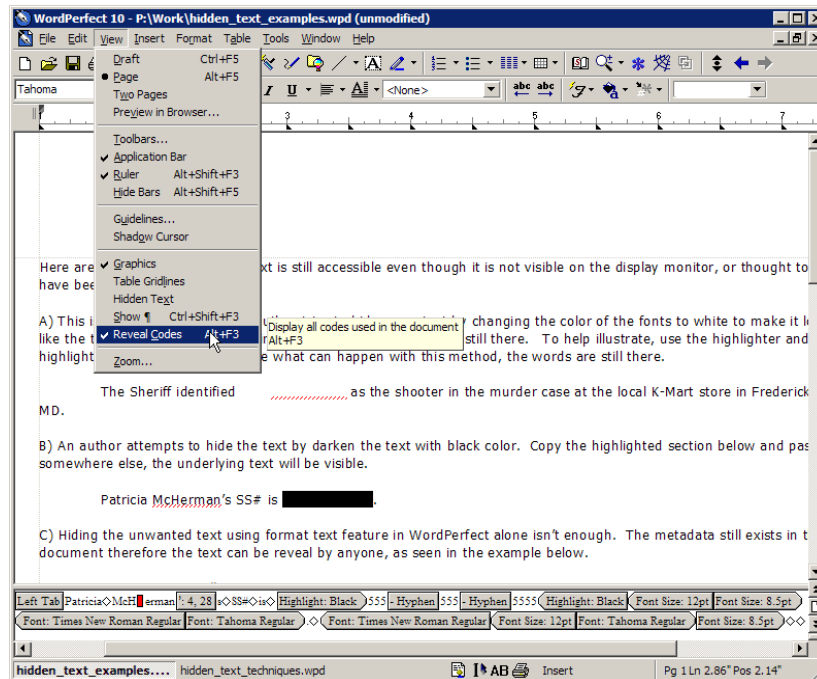 WordPerfect 10 - P:\Work\hidden_text_examples.wpd (unmodified)
File Edit View Insert Format Table Tools Window Help
Tahoma
I U <None> abc abc
Draft Ctrl+F5
Page Alt+F5
Two Pages
Preview in Browser...
Toolbars...
Application Bar
Ruler Alt+Shift+F3
Hide Bars Alt+Shift+F5
Guidelines...
Shadow Cursor
Graphics
Table Gridlines
Hidden Text
Show ¶ Ctrl+Shift+F3
Reveal Codes Alt+F3
Zoom...
Display all codes used in the document
Alt+F3
3 4 5 6 7
Here are xt is still accessible even though it is not visible on the display monitor, or thought to
have bee
A) This i changing the color of the fonts to white to make it l
like the t still there. To help illustrate, use the highlighter and
highlight e what can happen with this method, the words are still there.
The Sheriff identified as the shooter in the murder case at the local K-Mart store in Frederick
MD.
B) An author attempts to hide the text by darken the text with black color. Copy the highlighted section below and pas
somewhere else, the underlying text will be visible.
Patricia McHerman's SS# is .
C) Hiding the unwanted text using format text feature in WordPerfect alone isn't enough. The metadata still exists in t
document therefore the text can be reveal by anyone, as seen in the example below.
Left Tab Patricia◇McH erman ': 4, 28 s◇SS#◇is◇ Highlight: Black 555 - Hyphen 555 - Hyphen 5555 Highlight: Black Font Size: 12pt Font Size: 8.5pt
Font: Times New Roman Regular Font: Tahoma Regular .◇ Font: Times New Roman Regular Font Size: 12pt Font: Tahoma Regular Font Size: 8.5pt ◇◇
hidden_text_examples.... hidden_text_techniques.wpd AB Insert Pg 1 Ln 2.86" Pos 2.14"